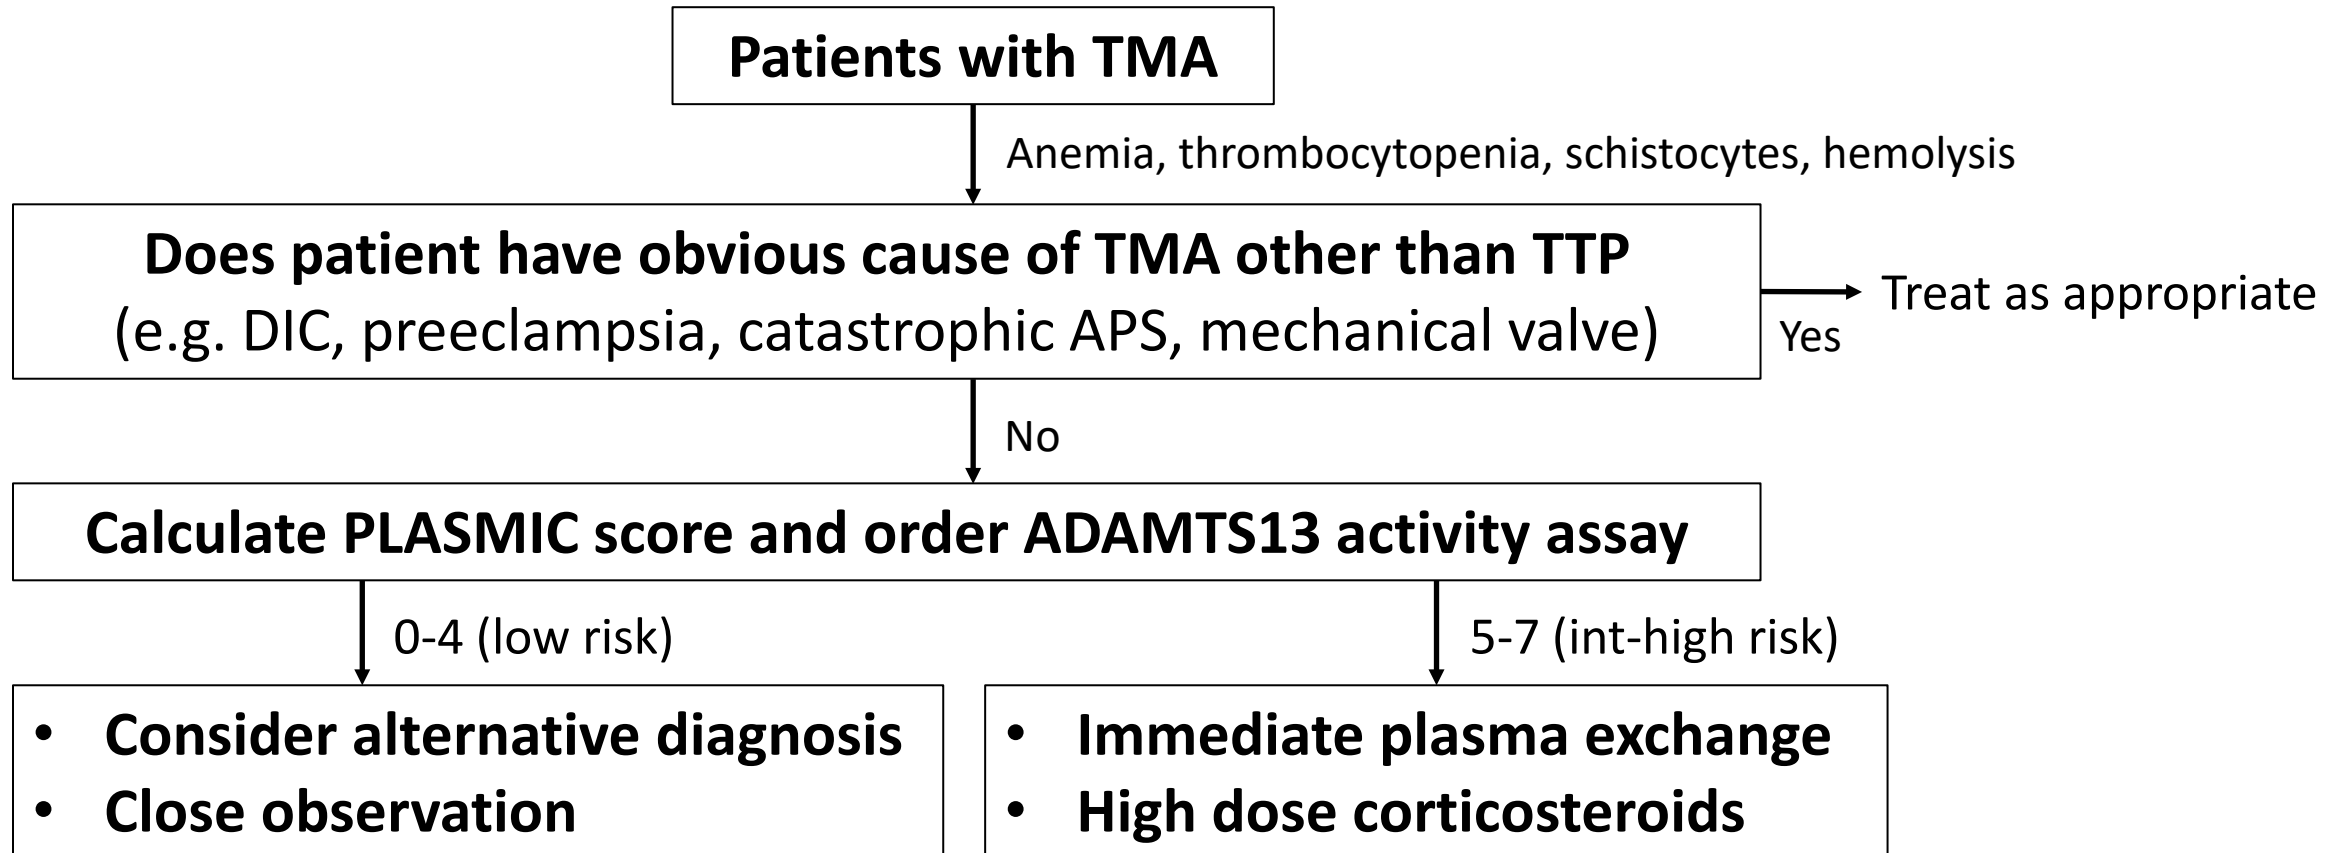 Patients with TMA
Anemia, thrombocytopenia, schistocytes, hemolysis
Does patient have obvious cause of TMA other than TTP
(e.g. DIC, preeclampsia, catastrophic APS, mechanical valve)
Treat as appropriate
Yes
No
Calculate PLASMIC score and order ADAMTS13 activity assay
0-4 (low risk)
5-7 (int-high risk)
• Consider alternative diagnosis
• Close observation
• Immediate plasma exchange
• High dose corticosteroids